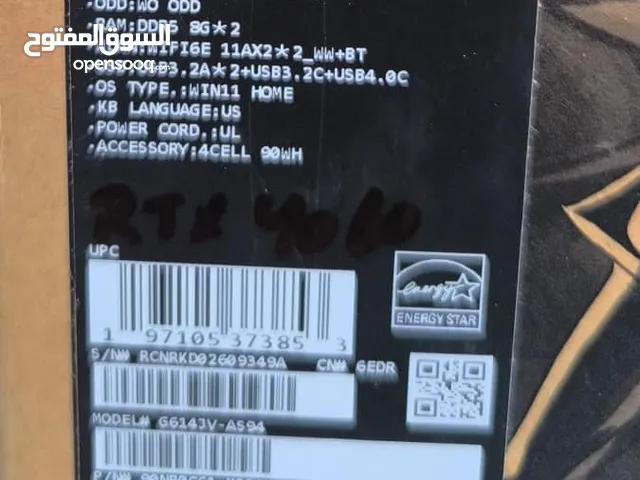 السوق المفتوح
opensooq.com
·ODD:WO ODD
·RAM:DDR5 8G*2
WIFI6E 11AX2*2_WW+BT
3.2A*2+USB3.2C+USB4.0C
·OS TYPE.:WIN11 HOME
·KB LANGUAGE:US
·POWER CORD.:UL
·ACCESSORY:4CELL 90WH
RTX 4060
UPC
1 97105 37385 3
S/N# RCNRKD02609349A CN# 6EDR
energy
ENERGY STAR
MODEL# G614JV-AS94
P/N#